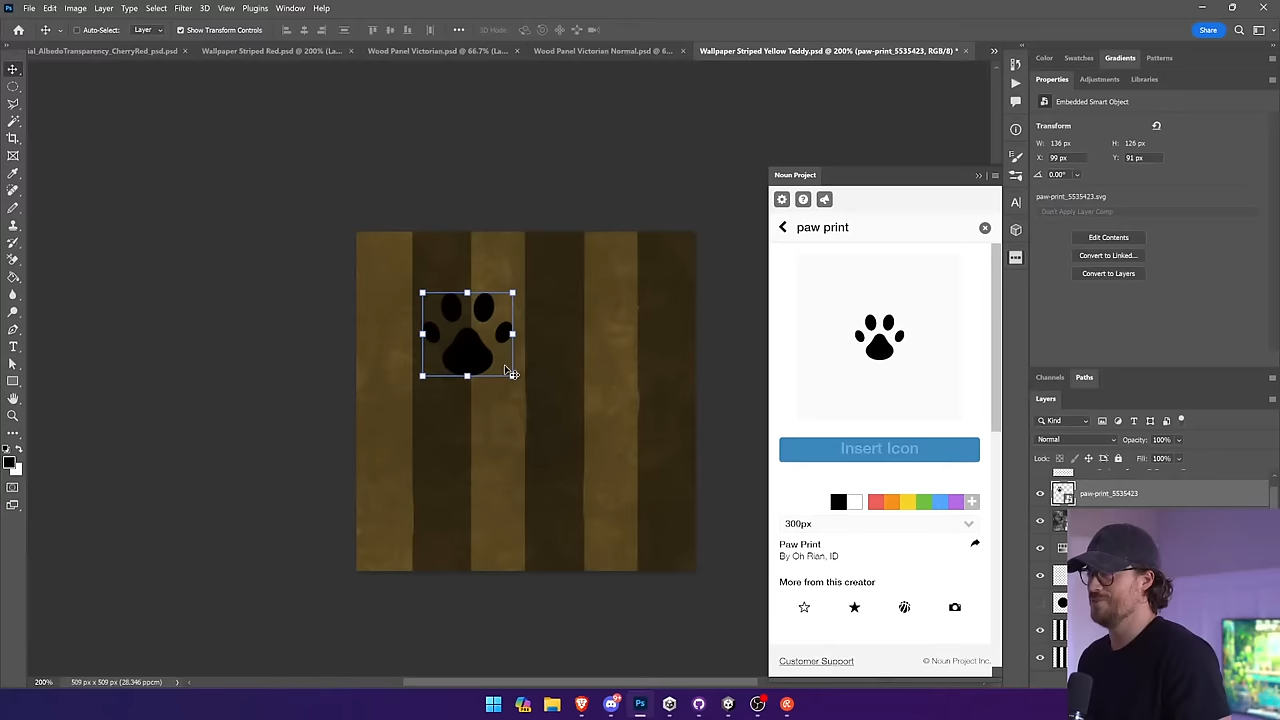 File Edit Image Layer Type Select Filter 3D View Plugins Window Help
Auto-Select: Layer Show Transform Controls 3D Mode: Share
ial_AlbedoTransparency_CherryRed_psd.psd × Wallpaper Striped Red.psd @ 200% (La... × Wood Panel Victorian.psd @ 66.7% (La... × Wood Panel Victorian Normal.psd @ 6... × Wallpaper Striped Yellow Teddy.psd @ 200% (paw-print_5535423, RGB/8) * ×
Color Swatches Gradients Patterns
Properties Adjustments Libraries
Embedded Smart Object
Transform
W: 136 px H: 126 px
X: 99 px Y: 91 px
0.00°
paw-print_5535423.svg
Don't Apply Layer Comp
Edit Contents
Convert to Linked...
Convert to Layers
Noun Project
paw print
Insert Icon
300px
Paw Print
By Oh Rian, ID
More from this creator
Customer Support © Noun Project Inc.
Channels Paths
Layers
Kind
Normal Opacity: 100%
Lock: Fill: 100%
paw-print_5535423
200% 509 px x 509 px (28.346 ppcm)